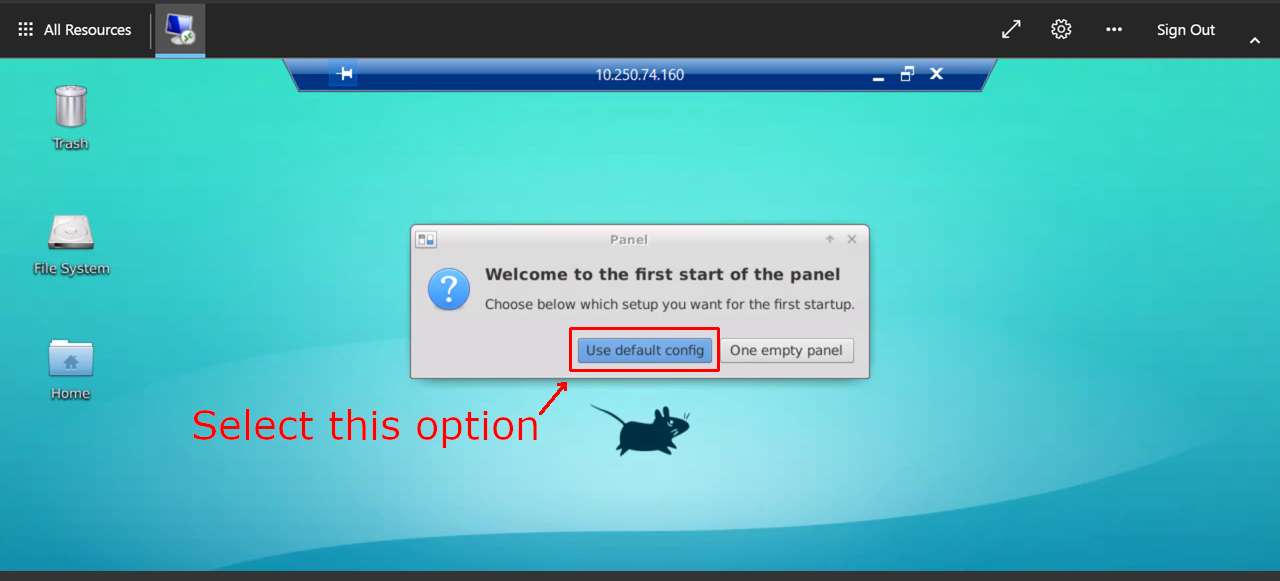 All Resources
Sign Out
10.250.74.160
Trash
File System
Home
Panel
Welcome to the first start of the panel
Choose below which setup you want for the first startup.
Use default config
One empty panel
Select this option